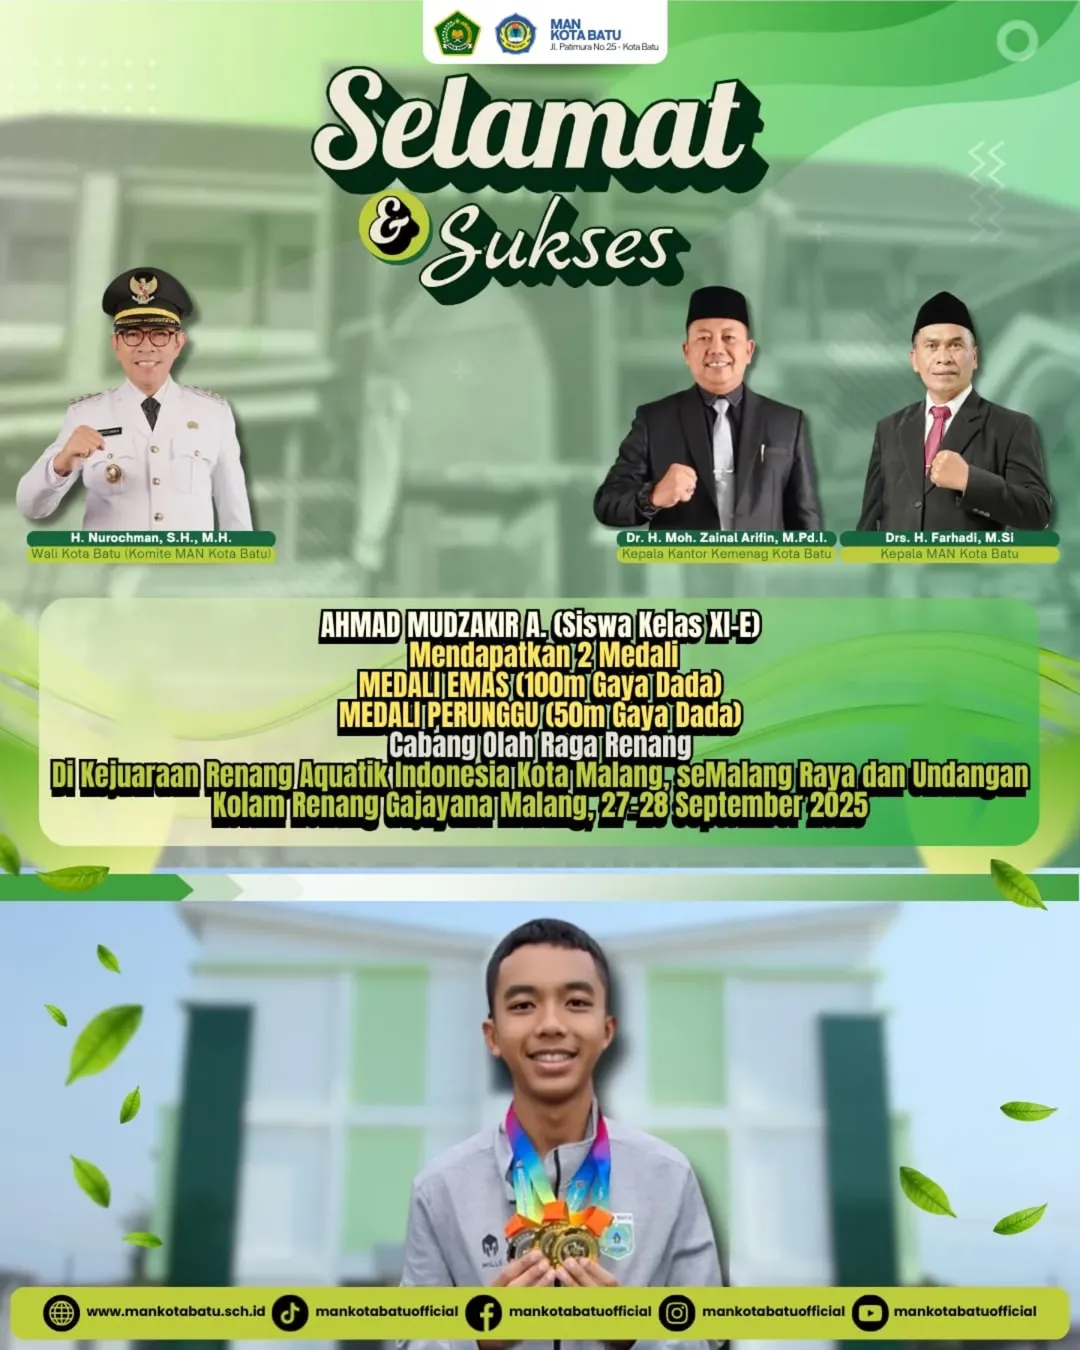 MAN
KOTA BATU
Jl. Patimura No.25 - Kota Batu
Selamat
& Sukses
H. Nurochman, S.H., M.H.
Wali Kota Batu (Komite MAN Kota Batu)
Dr. H. Moh. Zainal Arifin, M.Pd.I.
Kepala Kantor Kemenag Kota Batu
Drs. H. Farhadi, M.Si
Kepala MAN Kota Batu
AHMAD MUDZAKIR A. (Siswa Kelas XI-E)
Mendapatkan 2 Medali
MEDALI EMAS (100m Gaya Dada)
MEDALI PERUNGGU (50m Gaya Dada)
Cabang Olah Raga Renang
Di Kejuaraan Renang Aquatik Indonesia Kota Malang, seMalang Raya dan Undangan
Kolam Renang Gajayana Malang, 27-28 September 2025
www.mankotabatu.sch.id
mankotabatuofficial
mankotabatuofficial
mankotabatuofficial
mankotabatuofficial